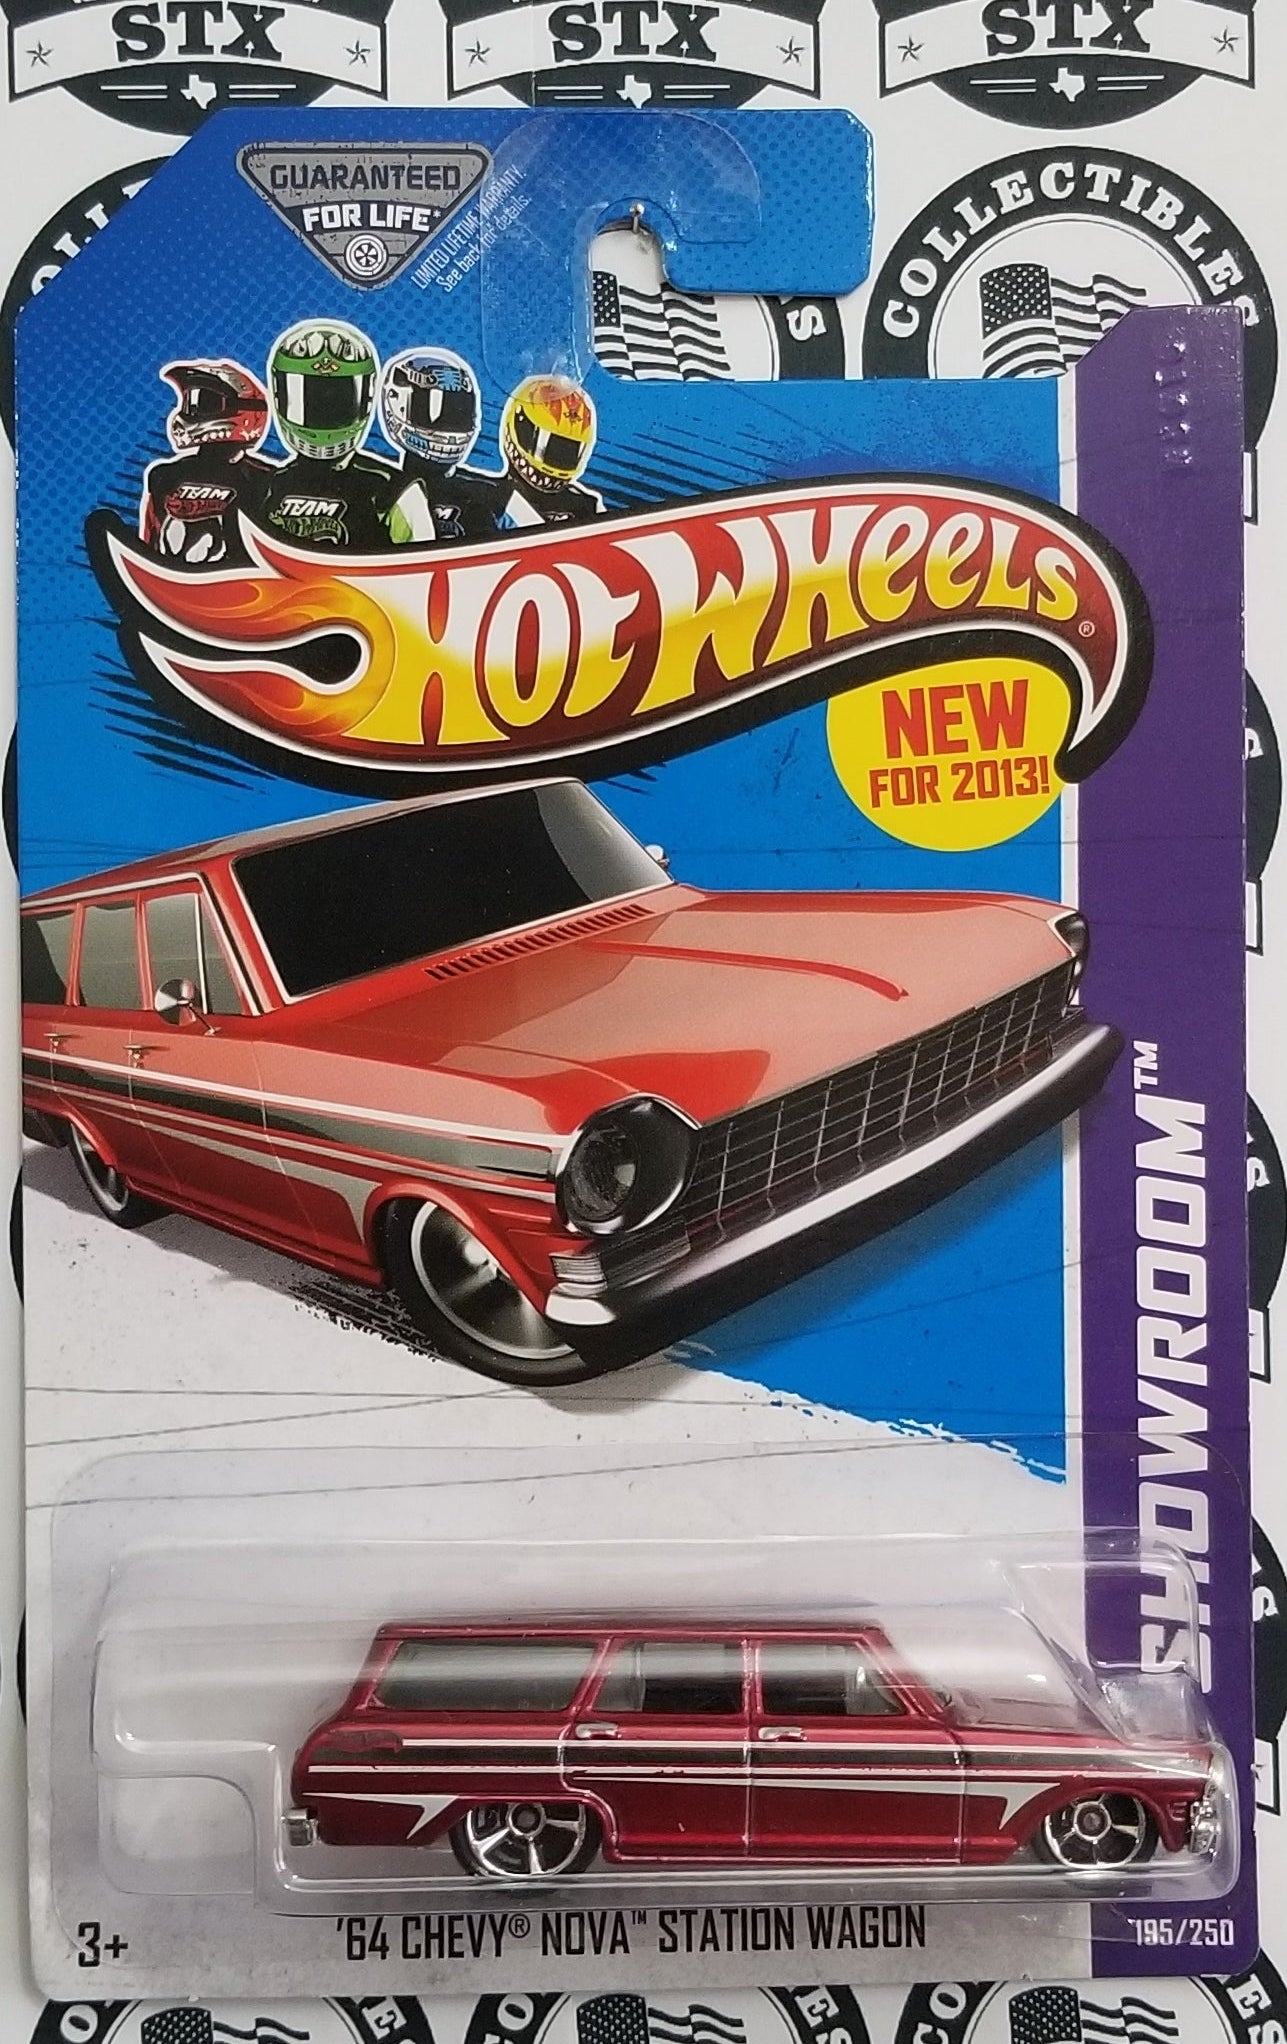 STX
STX
STX
COLLECTIBLES
GUARANTEED
FOR LIFE*
LIMITED LIFETIME WARRANTY.
See back for details.
TEAM
TEAM
HOT WHEELS®
NEW
FOR 2013!
SHOWROOM™
3+
'64 CHEVY® NOVA™ STATION WAGON
195/250